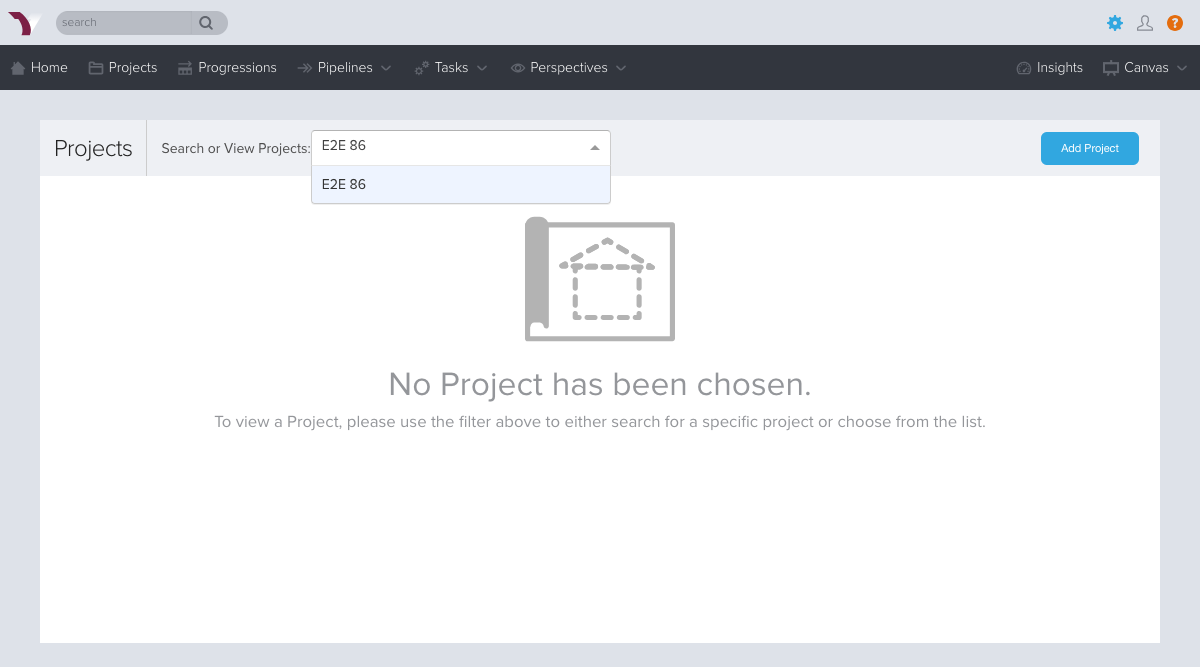 search
?
Home Projects Progressions Pipelines Tasks Perspectives Insights Canvas
Projects Search or View Projects: E2E 86 Add Project
E2E 86
No Project has been chosen.
To view a Project, please use the filter above to either search for a specific project or choose from the list.